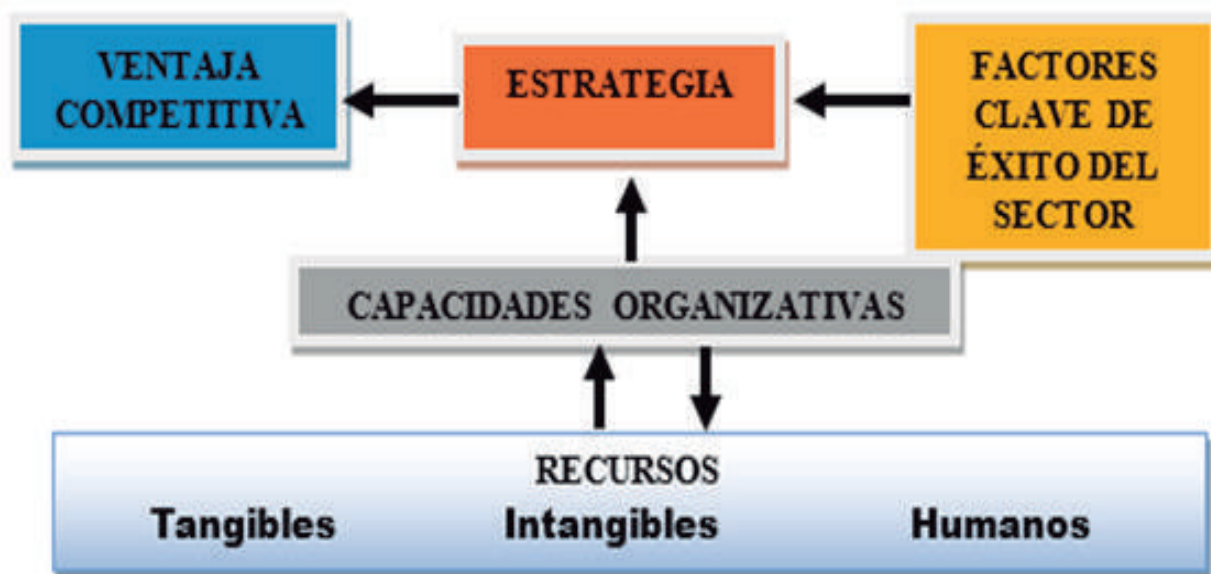 VENTAJA
COMPETITIVA
ESTRATEGIA
FACTORES
CLAVE DE
ÉXITO DEL
SECTOR
CAPACIDADES ORGANIZATIVAS
RECURSOS
Tangibles Intangibles Humanos